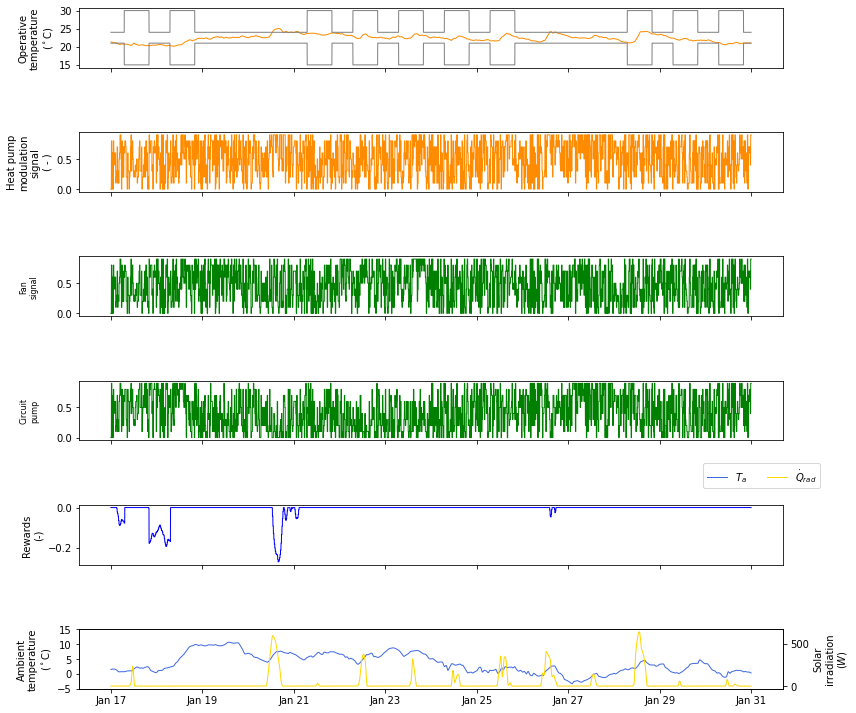 Operative
temperature
(°C)
30
25
20
15
Heat pump
modulation
signal
( - )
0.5
0.0
Fan
signal
0.5
0.0
Circuit
pump
0.5
0.0
T_a
Q̇_rad
Rewards
(-)
0.0
−0.2
Ambient
temperature
(°C)
15
10
5
0
−5
500
0
Solar
irradiation
(W)
Jan 17 Jan 19 Jan 21 Jan 23 Jan 25 Jan 27 Jan 29 Jan 31